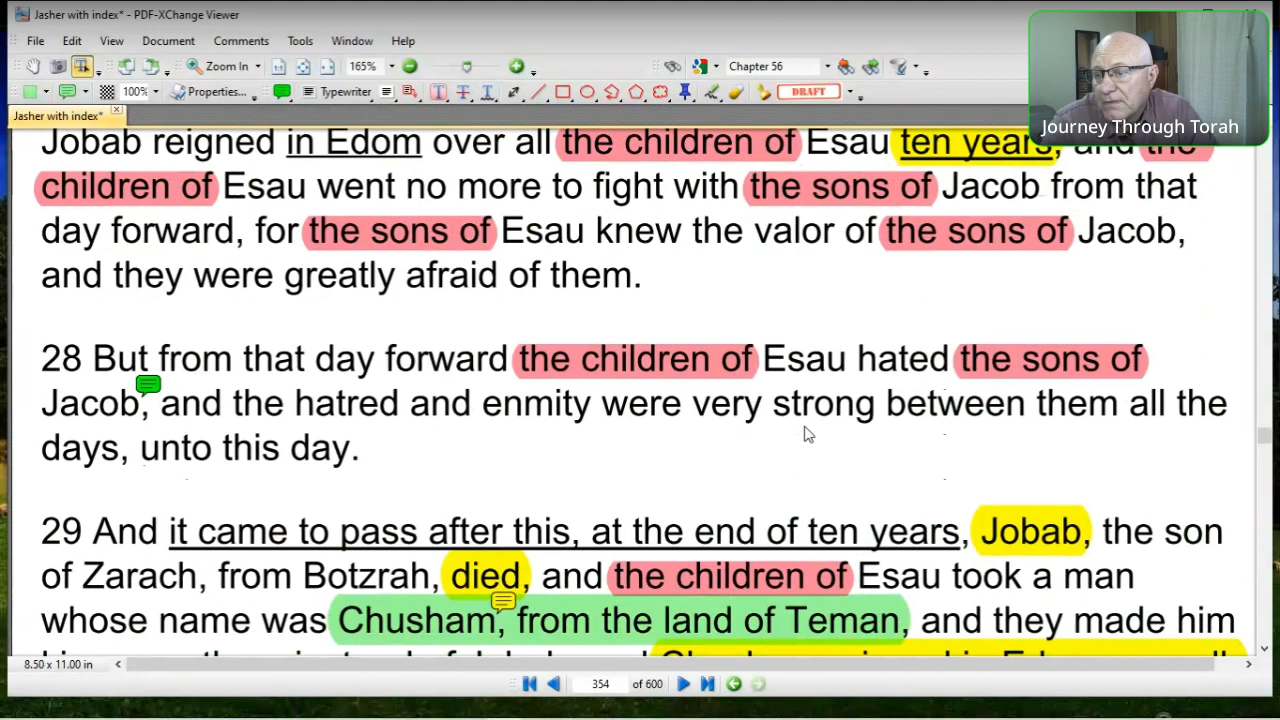 Jasher with index* - PDF-XChange Viewer
File Edit View Document Comments Tools Window Help
Zoom In 165% Chapter 56
100% Properties... Typewriter DRAFT
Journey Through Torah
Jasher with index*
Jobab reigned in Edom over all the children of Esau ten years, and the
children of Esau went no more to fight with the sons of Jacob from that
day forward, for the sons of Esau knew the valor of the sons of Jacob,
and they were greatly afraid of them.
28 But from that day forward the children of Esau hated the sons of
Jacob, and the hatred and enmity were very strong between them all the
days, unto this day.
29 And it came to pass after this, at the end of ten years, Jobab, the son
of Zarach, from Botzrah, died, and the children of Esau took a man
whose name was Chusham, from the land of Teman, and they made him
8.50 x 11.00 in
354 of 600